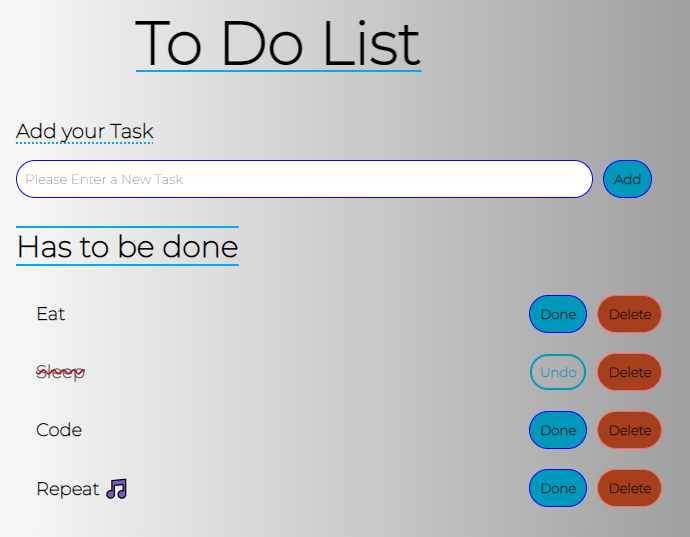 To Do List
Add your Task
Please Enter a New Task Add
Has to be done
Eat Done Delete
Sleep Undo Delete
Code Done Delete
Repeat 🎵 Done Delete